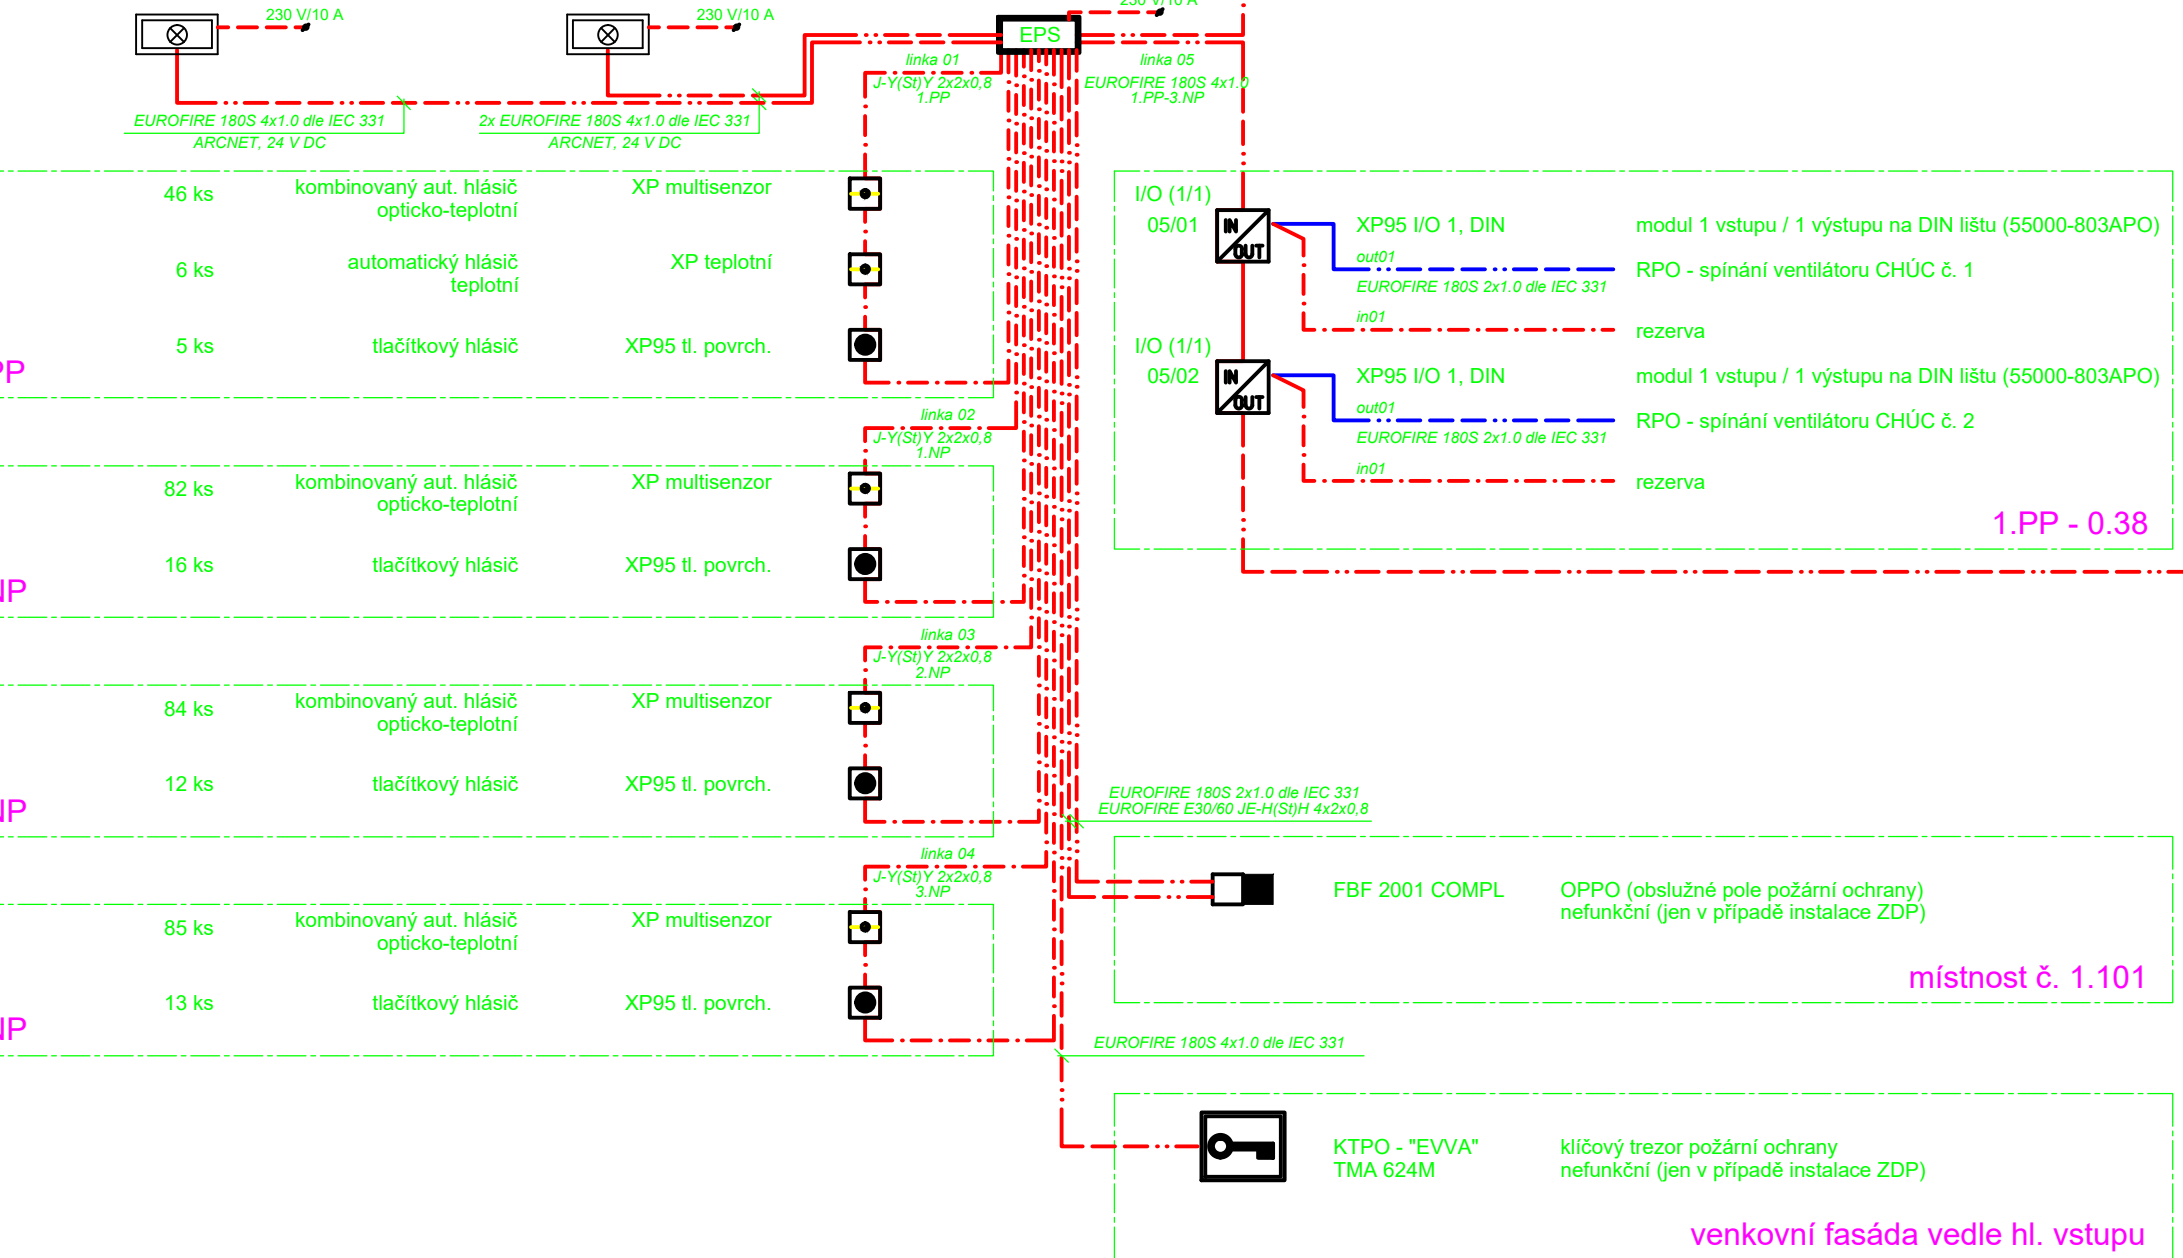 230 V/10 A
230 V/10 A
230 V/10 A
EPS
linka 01
J-Y(St)Y 2x2x0,8
1.PP
linka 05
EUROFIRE 180S 4x1.0
1.PP-3.NP
EUROFIRE 180S 4x1.0 dle IEC 331
ARCNET, 24 V DC
2x EUROFIRE 180S 4x1.0 dle IEC 331
ARCNET, 24 V DC
46 ks
kombinovaný aut. hlásič
opticko-teplotní
XP multisenzor
6 ks
automatický hlásič
teplotní
XP teplotní
5 ks
tlačítkový hlásič
XP95 tl. povrch.
PP
linka 02
J-Y(St)Y 2x2x0,8
1.NP
82 ks
kombinovaný aut. hlásič
opticko-teplotní
XP multisenzor
16 ks
tlačítkový hlásič
XP95 tl. povrch.
NP
linka 03
J-Y(St)Y 2x2x0,8
2.NP
84 ks
kombinovaný aut. hlásič
opticko-teplotní
XP multisenzor
12 ks
tlačítkový hlásič
XP95 tl. povrch.
NP
linka 04
J-Y(St)Y 2x2x0,8
3.NP
85 ks
kombinovaný aut. hlásič
opticko-teplotní
XP multisenzor
13 ks
tlačítkový hlásič
XP95 tl. povrch.
NP
I/O (1/1)
05/01
IN
OUT
XP95 I/O 1, DIN
modul 1 vstupu / 1 výstupu na DIN lištu (55000-803APO)
out01
EUROFIRE 180S 2x1.0 dle IEC 331
RPO - spínání ventilátoru CHÚC č. 1
in01
rezerva
I/O (1/1)
05/02
IN
OUT
XP95 I/O 1, DIN
modul 1 vstupu / 1 výstupu na DIN lištu (55000-803APO)
out01
EUROFIRE 180S 2x1.0 dle IEC 331
RPO - spínání ventilátoru CHÚC č. 2
in01
rezerva
1.PP - 0.38
EUROFIRE 180S 2x1.0 dle IEC 331
EUROFIRE E30/60 JE-H(St)H 4x2x0,8
FBF 2001 COMPL
OPPO (obslužné pole požární ochrany)
nefunkční (jen v případě instalace ZDP)
místnost č. 1.101
EUROFIRE 180S 4x1.0 dle IEC 331
KTPO - "EVVA"
TMA 624M
klíčový trezor požární ochrany
nefunkční (jen v případě instalace ZDP)
venkovní fasáda vedle hl. vstupu